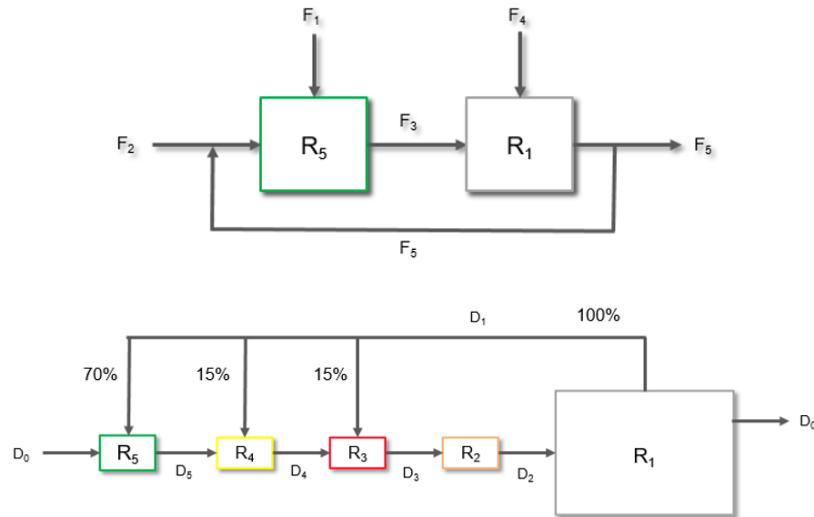 F₁ F₄
F₂ R₅ F₃ R₁ F₅
F₅
D₁ 100%
70% 15% 15%
D₀ R₅ D₅ R₄ D₄ R₃ D₃ R₂ D₂ R₁ D₀